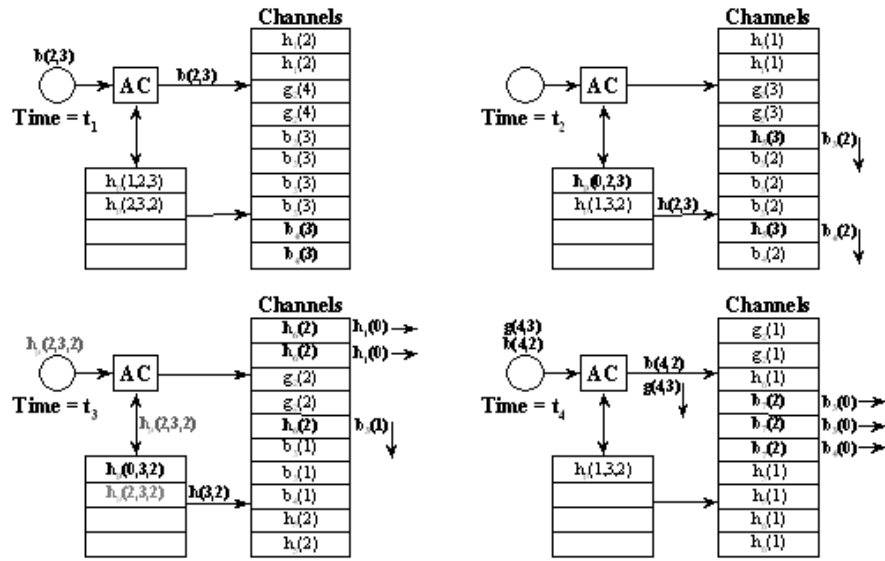 Channels
b(2,3)
AC
b(2,3)
Time = t1
h(1,2,3)
h(2,3,2)
h(2)
h(2)
g(4)
g(4)
b(3)
b(3)
b(3)
b(3)
b(3)
b(3)
Channels
AC
Time = t2
h(0,2,3)
h(1,3,2)
h(2,3)
h(1)
h(1)
g(3)
g(3)
h(3)
b(2)
b(2)
b(2)
b(2)
h(3)
b(2)
b(2)
Channels
h(2,3,2)
AC
Time = t3
h(2,3,2)
h(0,3,2)
h(2,3,2)
h(3,2)
h(2)
h1(0)
h(2)
h1(0)
g(2)
g(2)
h(2)
b(1)
b(1)
b(1)
b(1)
h(2)
h(2)
Channels
g(4,3)
b(4,2)
AC
b(4,2)
g(4,3)
Time = t4
h(1,3,2)
g(1)
g(1)
h(1)
b(2)
b(0)
b(2)
b(0)
b(2)
b(0)
h(1)
h(1)
h(1)
h(1)